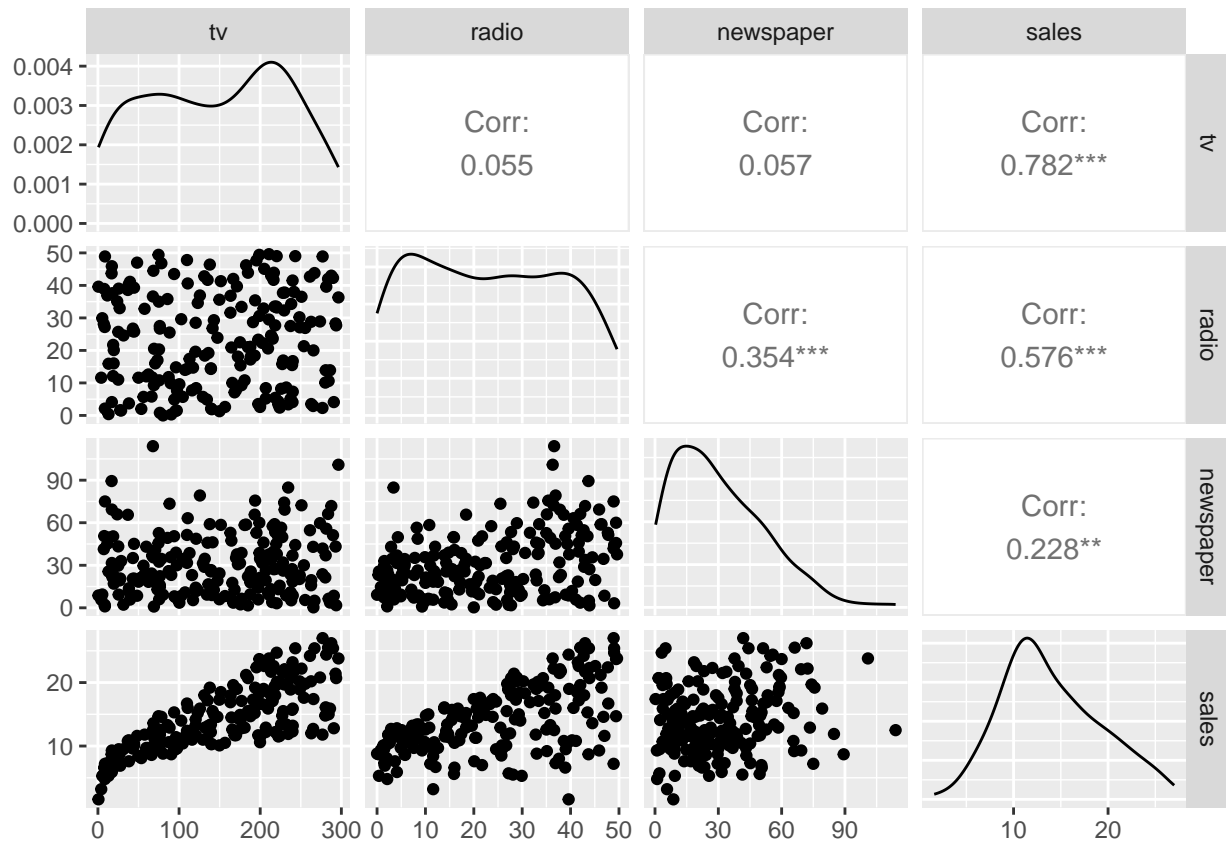 tv radio newspaper sales
0.004
0.003
0.002
0.001
0.000
Corr:
0.055
Corr:
0.057
Corr:
0.782***
tv
50
40
30
20
10
0
Corr:
0.354***
Corr:
0.576***
radio
90
60
30
0
Corr:
0.228**
newspaper
20
10
sales
0 100 200 300 0 10 20 30 40 50 0 30 60 90 10 20